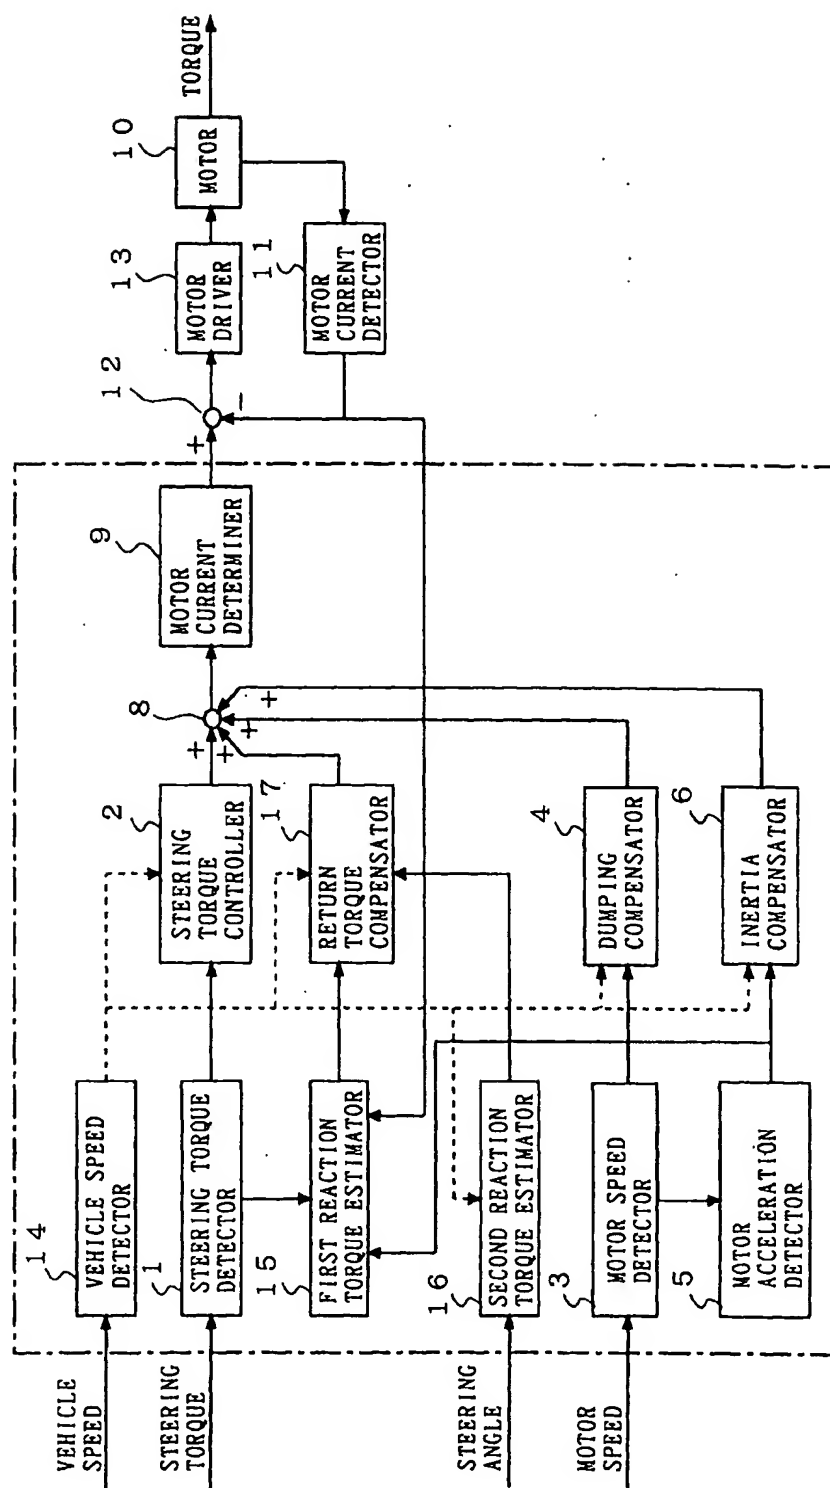 VEHICLE
SPEED
14
VEHICLE SPEED
DETECTOR
STEERING
TORQUE
1
STEERING TORQUE
DETECTOR
2
STEERING
TORQUE
CONTROLLER
8
+
+
+
+
9
MOTOR
CURRENT
DETERMINER
12
+
-
13
MOTOR
DRIVER
10
MOTOR
TORQUE
11
MOTOR
CURRENT
DETECTOR
15
FIRST REACTION
TORQUE ESTIMATOR
17
RETURN
TORQUE
COMPENSATOR
STEERING
ANGLE
16
SECOND REACTION
TORQUE ESTIMATOR
MOTOR
SPEED
3
MOTOR SPEED
DETECTOR
4
DUMPING
COMPENSATOR
5
MOTOR
ACCELERATION
DETECTOR
6
INERTIA
COMPENSATOR